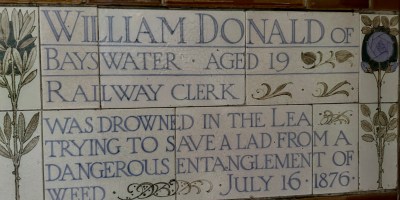 WILLIAM DONALD OF
BAYSWATER · AGED 19
RAILWAY CLERK
WAS DROWNED IN THE LEA
TRYING TO SAVE A LAD FROM A
DANGEROUS ENTANGLEMENT OF
WEED · JULY 16 · 1876 ·